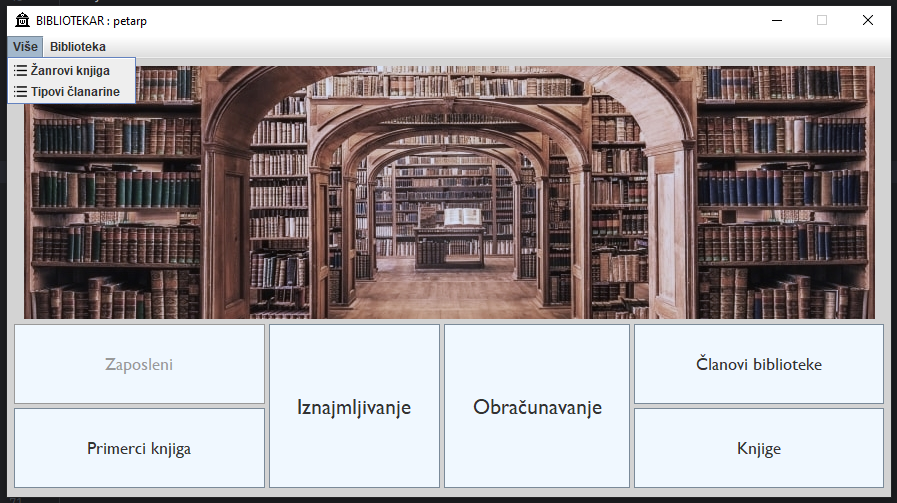 BIBLIOTEKAR : petarp
Više Biblioteka
Žanrovi knjiga
Tipovi članarine
Zaposleni
Iznajmljivanje
Obračunavanje
Članovi biblioteke
Primerci knjiga
Knjige